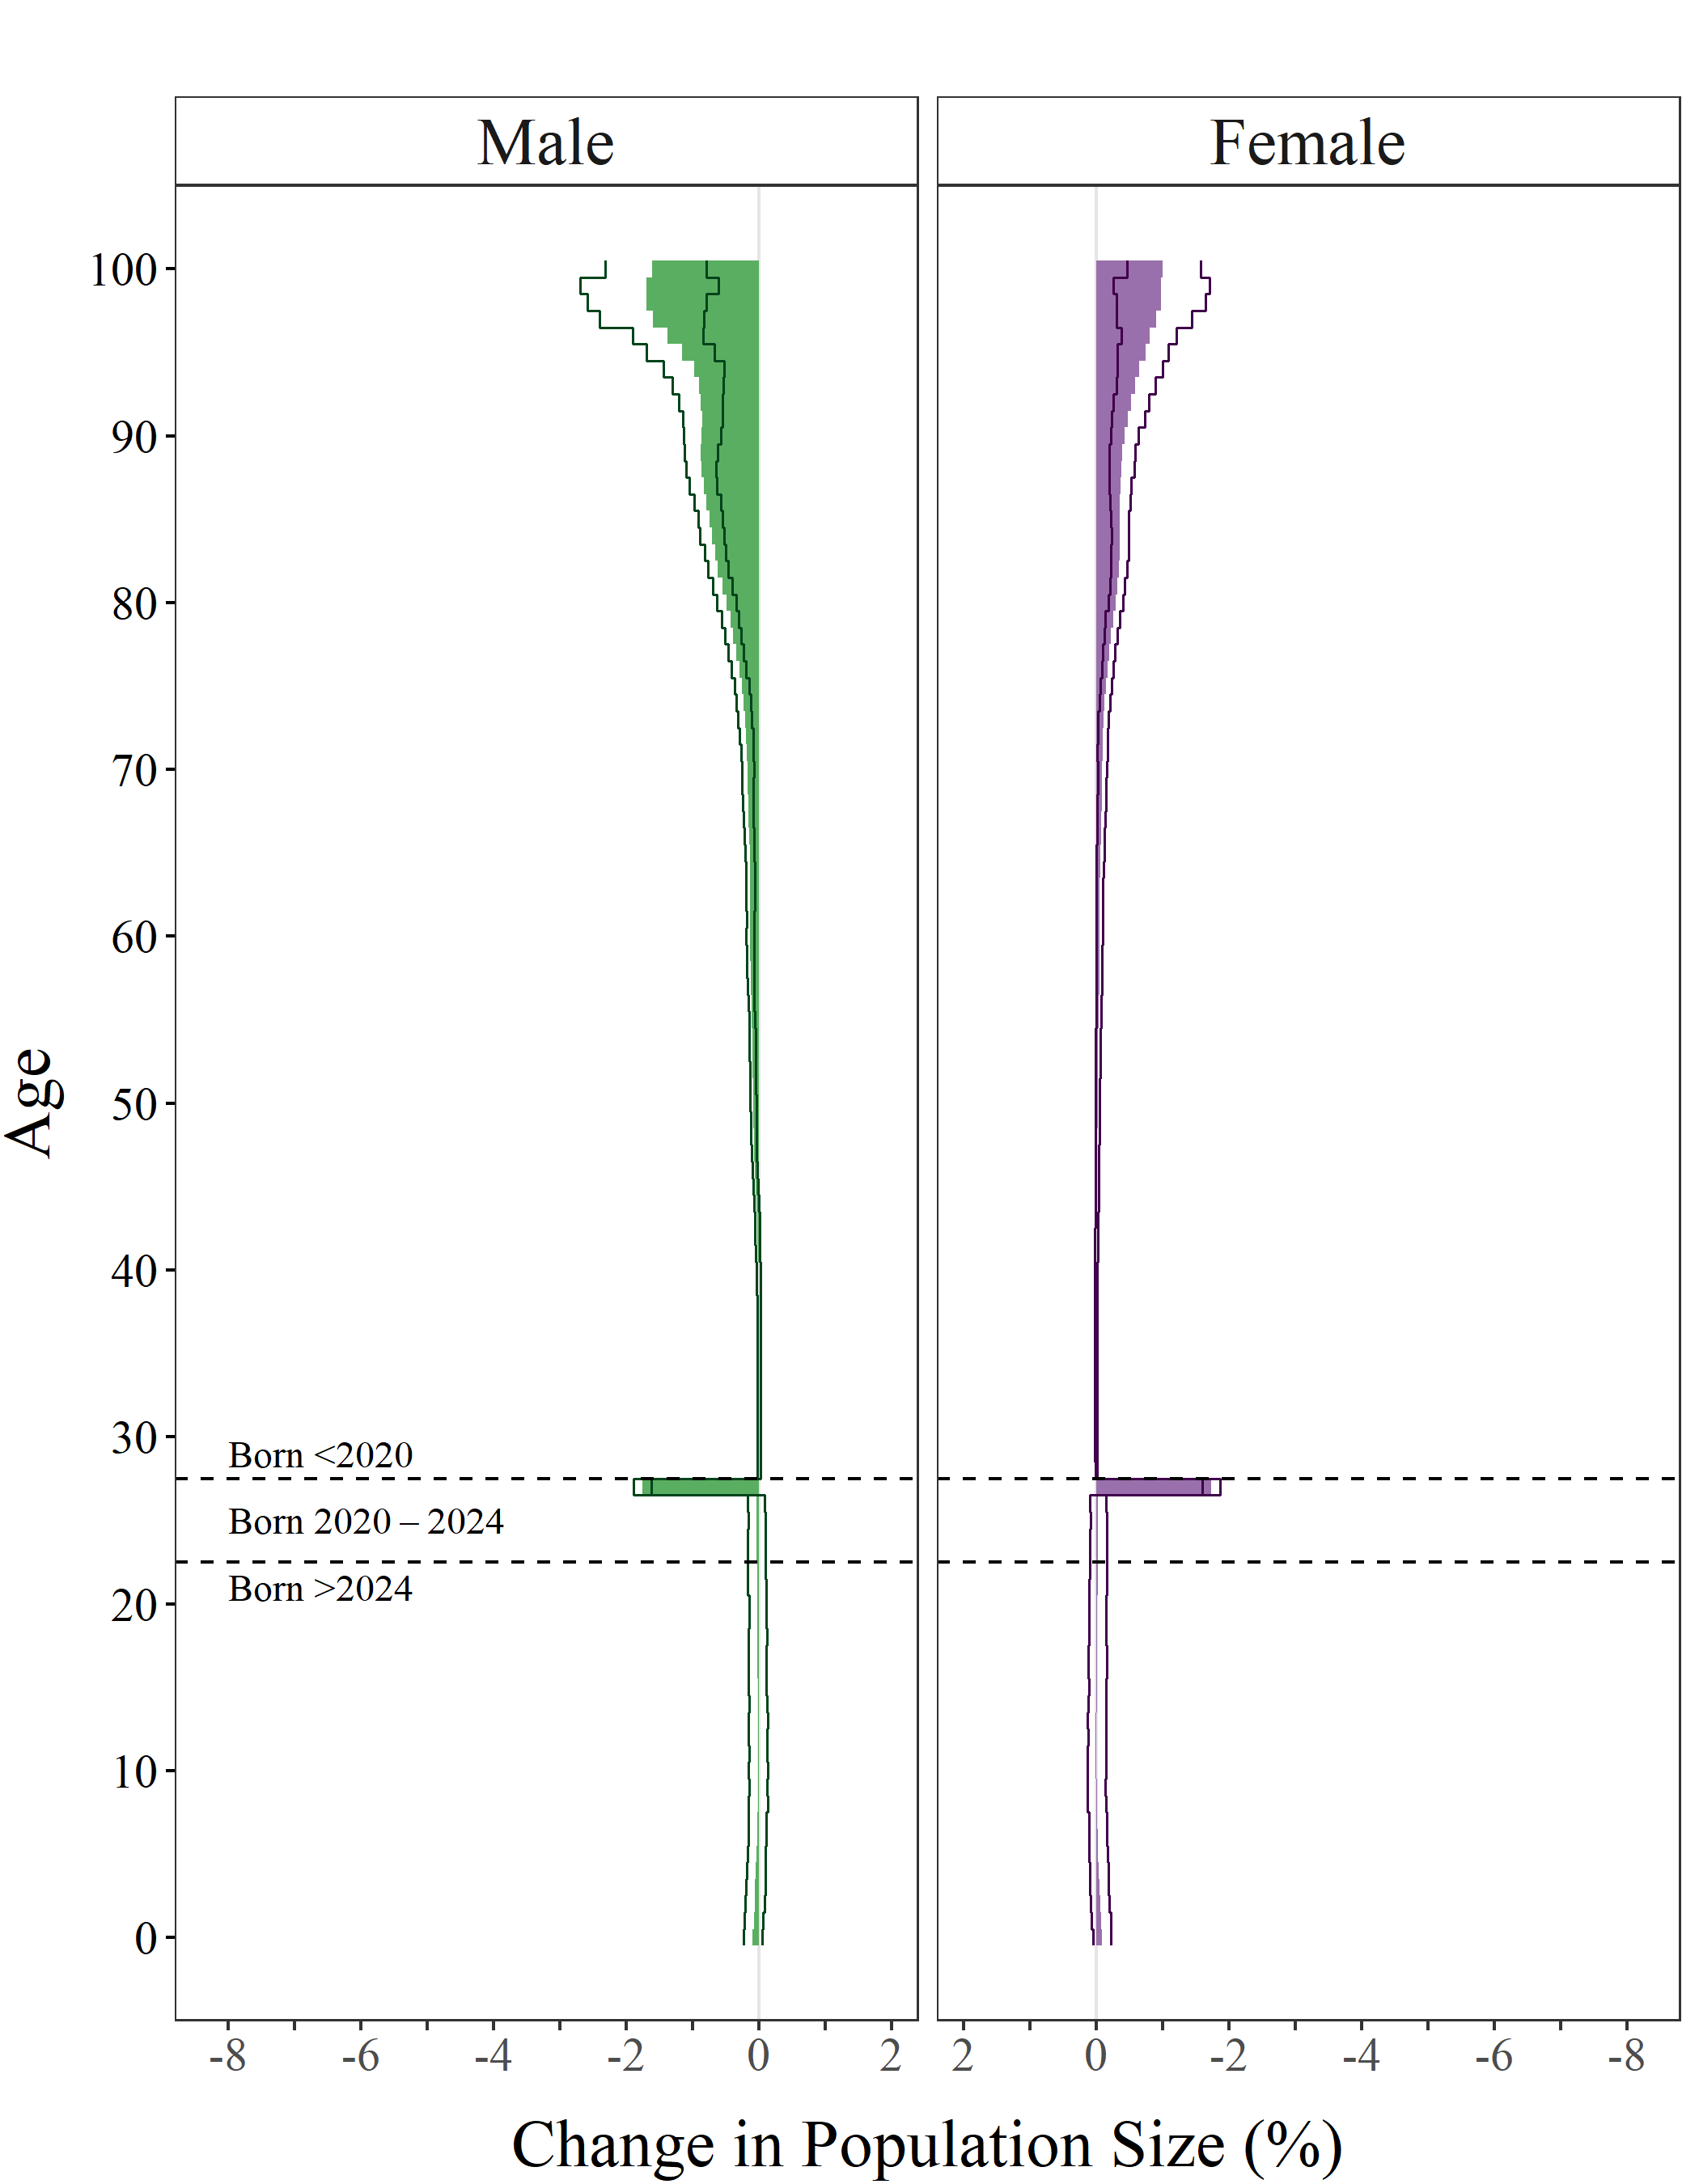 Male
Female
100
90
80
70
60
50
40
30
20
10
0
Age
Born <2020
Born 2020 – 2024
Born >2024
-8 -6 -4 -2 0 2
2 0 -2 -4 -6 -8
Change in Population Size (%)